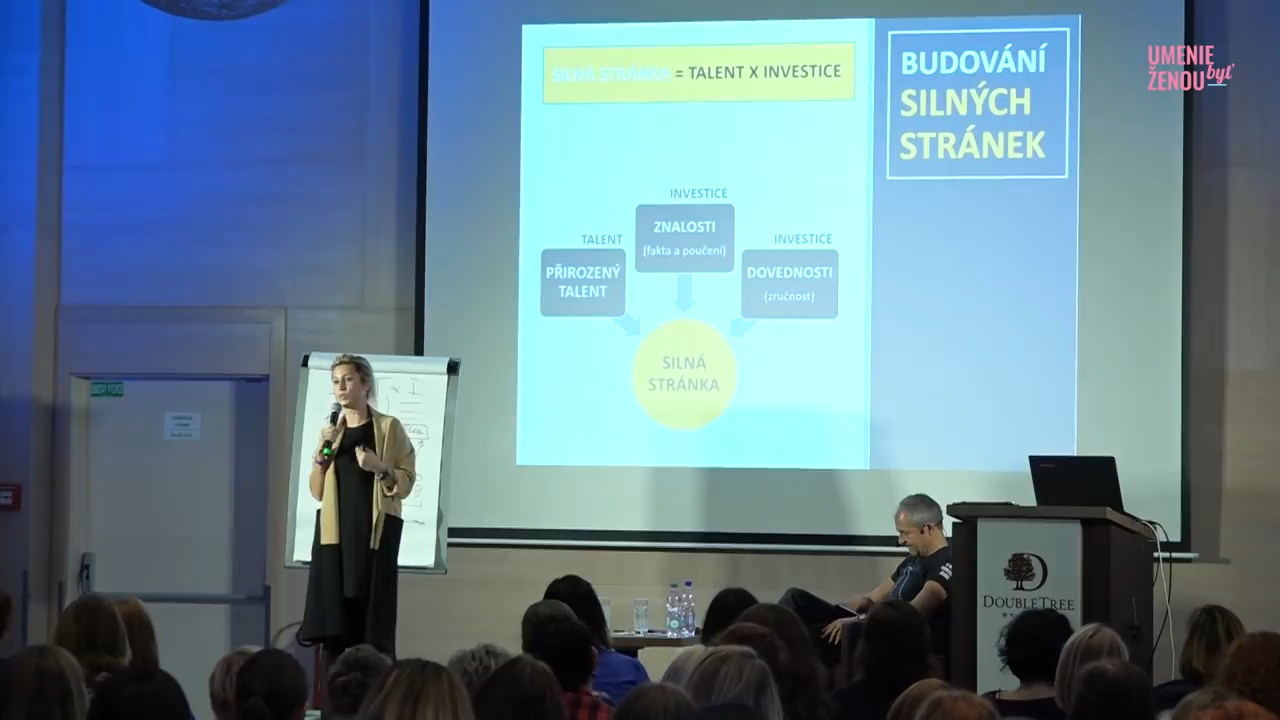 SILNÁ STRÁNKA = TALENT X INVESTICE
BUDOVÁNÍ
SILNÝCH
STRÁNEK
INVESTICE
ZNALOSTI
(fakta a poučení)
TALENT
PŘIROZENÝ
TALENT
INVESTICE
DOVEDNOSTI
(zručnost)
SILNÁ
STRÁNKA
UMENIE
ŽENOU byť
DOUBLETREE